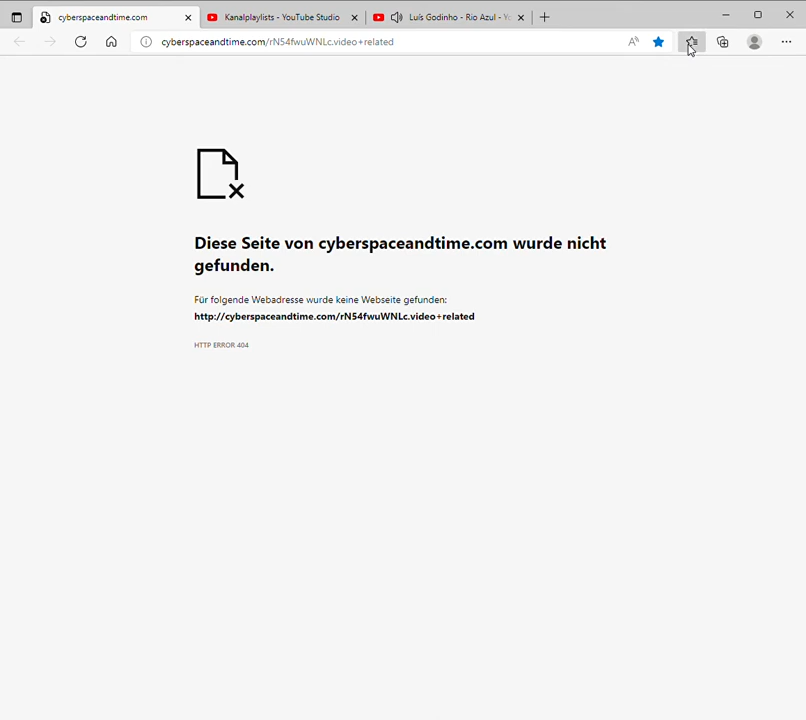 cyberspaceandtime.com
Kanalplaylists - YouTube Studio
Luís Godinho - Rio Azul - Yo
cyberspaceandtime.com/rN54fwuWNLc.video+related
Diese Seite von cyberspaceandtime.com wurde nicht
gefunden.
Für folgende Webadresse wurde keine Webseite gefunden:
http://cyberspaceandtime.com/rN54fwuWNLc.video+related
HTTP ERROR 404